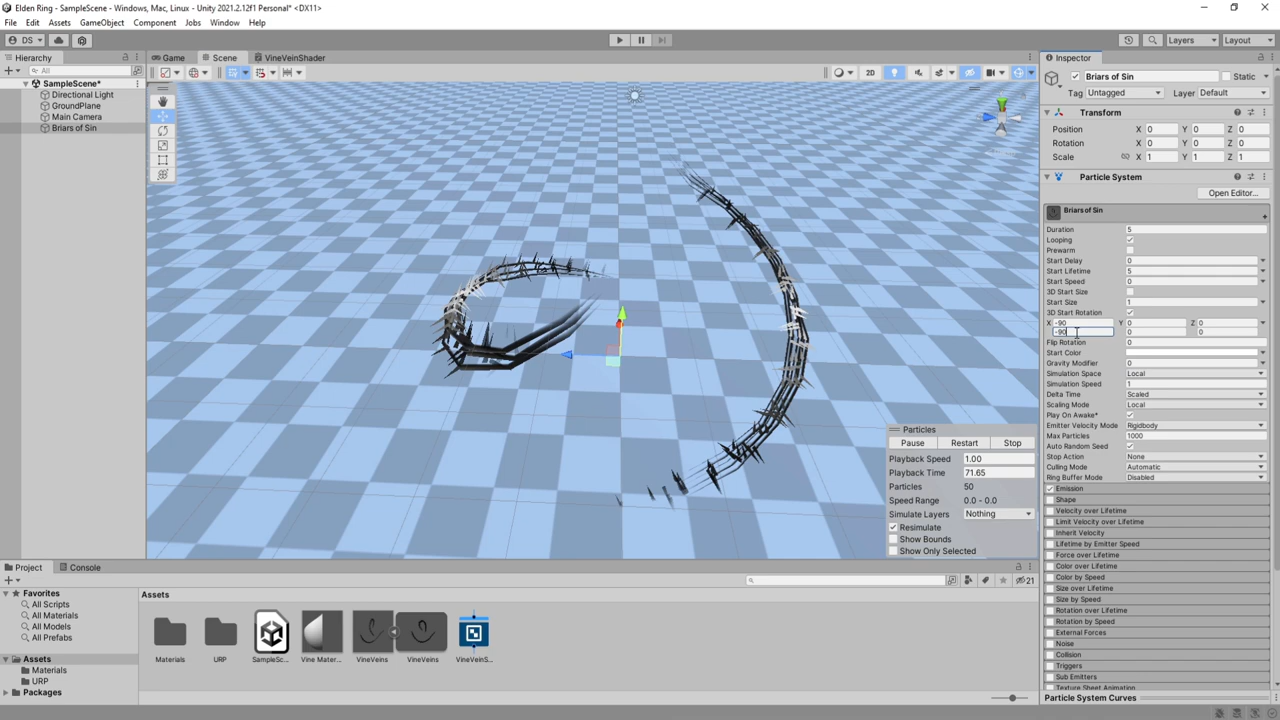 Elden Ring - SampleScene - Windows, Mac, Linux - Unity 2021.2.12f1 Personal* <DX11>
File Edit Assets GameObject Component Jobs Window Help
DS Layers Layout
Hierarchy Game Scene VineVeinShader Inspector
All 2D
SampleScene*
Directional Light
GroundPlane
Main Camera
Briars of Sin
Briars of Sin Static
Tag Untagged Layer Default
Transform
Position X 0 Y 0 Z 0
Rotation X 0 Y 0 Z 0
Scale X 1 Y 1 Z 1
Particle System
Open Editor...
Briars of Sin
Duration 5
Looping
Prewarm
Start Delay 0
Start Lifetime 5
Start Speed 0
3D Start Size
Start Size 1
3D Start Rotation
X -90 Y 0 Z 0
-90 0 0
Flip Rotation 0
Start Color
Gravity Modifier 0
Simulation Space Local
Simulation Speed 1
Delta Time Scaled
Scaling Mode Local
Play On Awake*
Emitter Velocity Mode Rigidbody
Max Particles 1000
Auto Random Seed
Stop Action None
Culling Mode Automatic
Ring Buffer Mode Disabled
Emission
Shape
Velocity over Lifetime
Limit Velocity over Lifetime
Inherit Velocity
Lifetime by Emitter Speed
Force over Lifetime
Color over Lifetime
Color by Speed
Size over Lifetime
Size by Speed
Rotation over Lifetime
Rotation by Speed
External Forces
Noise
Collision
Triggers
Sub Emitters
Texture Sheet Animation
Particle System Curves
Particles
Pause Restart Stop
Playback Speed 1.00
Playback Time 71.65
Particles 50
Speed Range 0.0 - 0.0
Simulate Layers Nothing
Resimulate
Show Bounds
Show Only Selected
Project Console
21
Favorites
All Scripts
All Materials
All Models
All Prefabs
Assets
Materials
URP
Packages
Assets
Materials URP SampleSc... Vine Mater... VineVeins VineVeins VineVeinS...